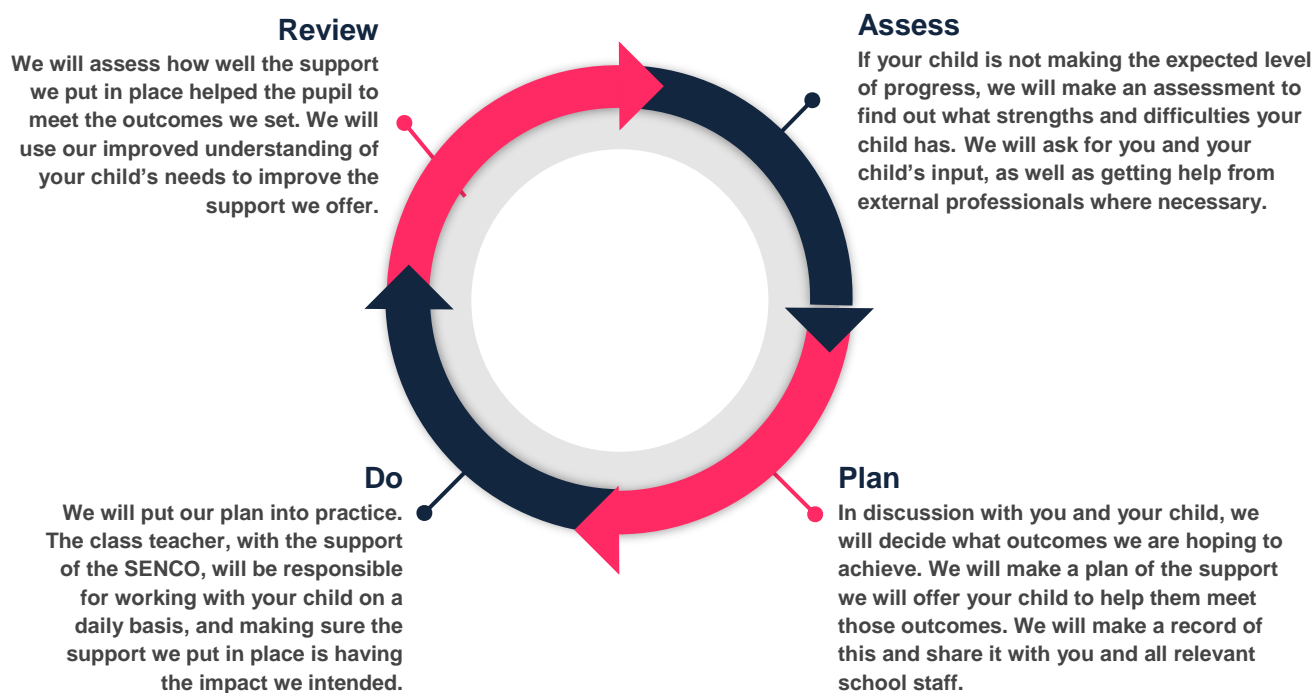 Review
We will assess how well the support
we put in place helped the pupil to
meet the outcomes we set. We will
use our improved understanding of
your child’s needs to improve the
support we offer.
Assess
If your child is not making the expected level
of progress, we will make an assessment to
find out what strengths and difficulties your
child has. We will ask for you and your
child’s input, as well as getting help from
external professionals where necessary.
Do
We will put our plan into practice.
The class teacher, with the support
of the SENCO, will be responsible
for working with your child on a
daily basis, and making sure the
support we put in place is having
the impact we intended.
Plan
In discussion with you and your child, we
will decide what outcomes we are hoping to
achieve. We will make a plan of the support
we will offer your child to help them meet
those outcomes. We will make a record of
this and share it with you and all relevant
school staff.